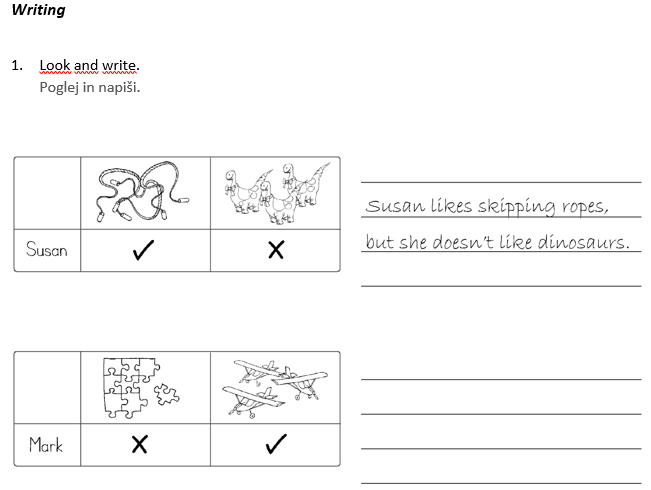 Writing
1. Look and write.
Poglej in napiši.
Susan likes skipping ropes,
but she doesn't like dinosaurs.
Susan ✓ X
Mark X ✓